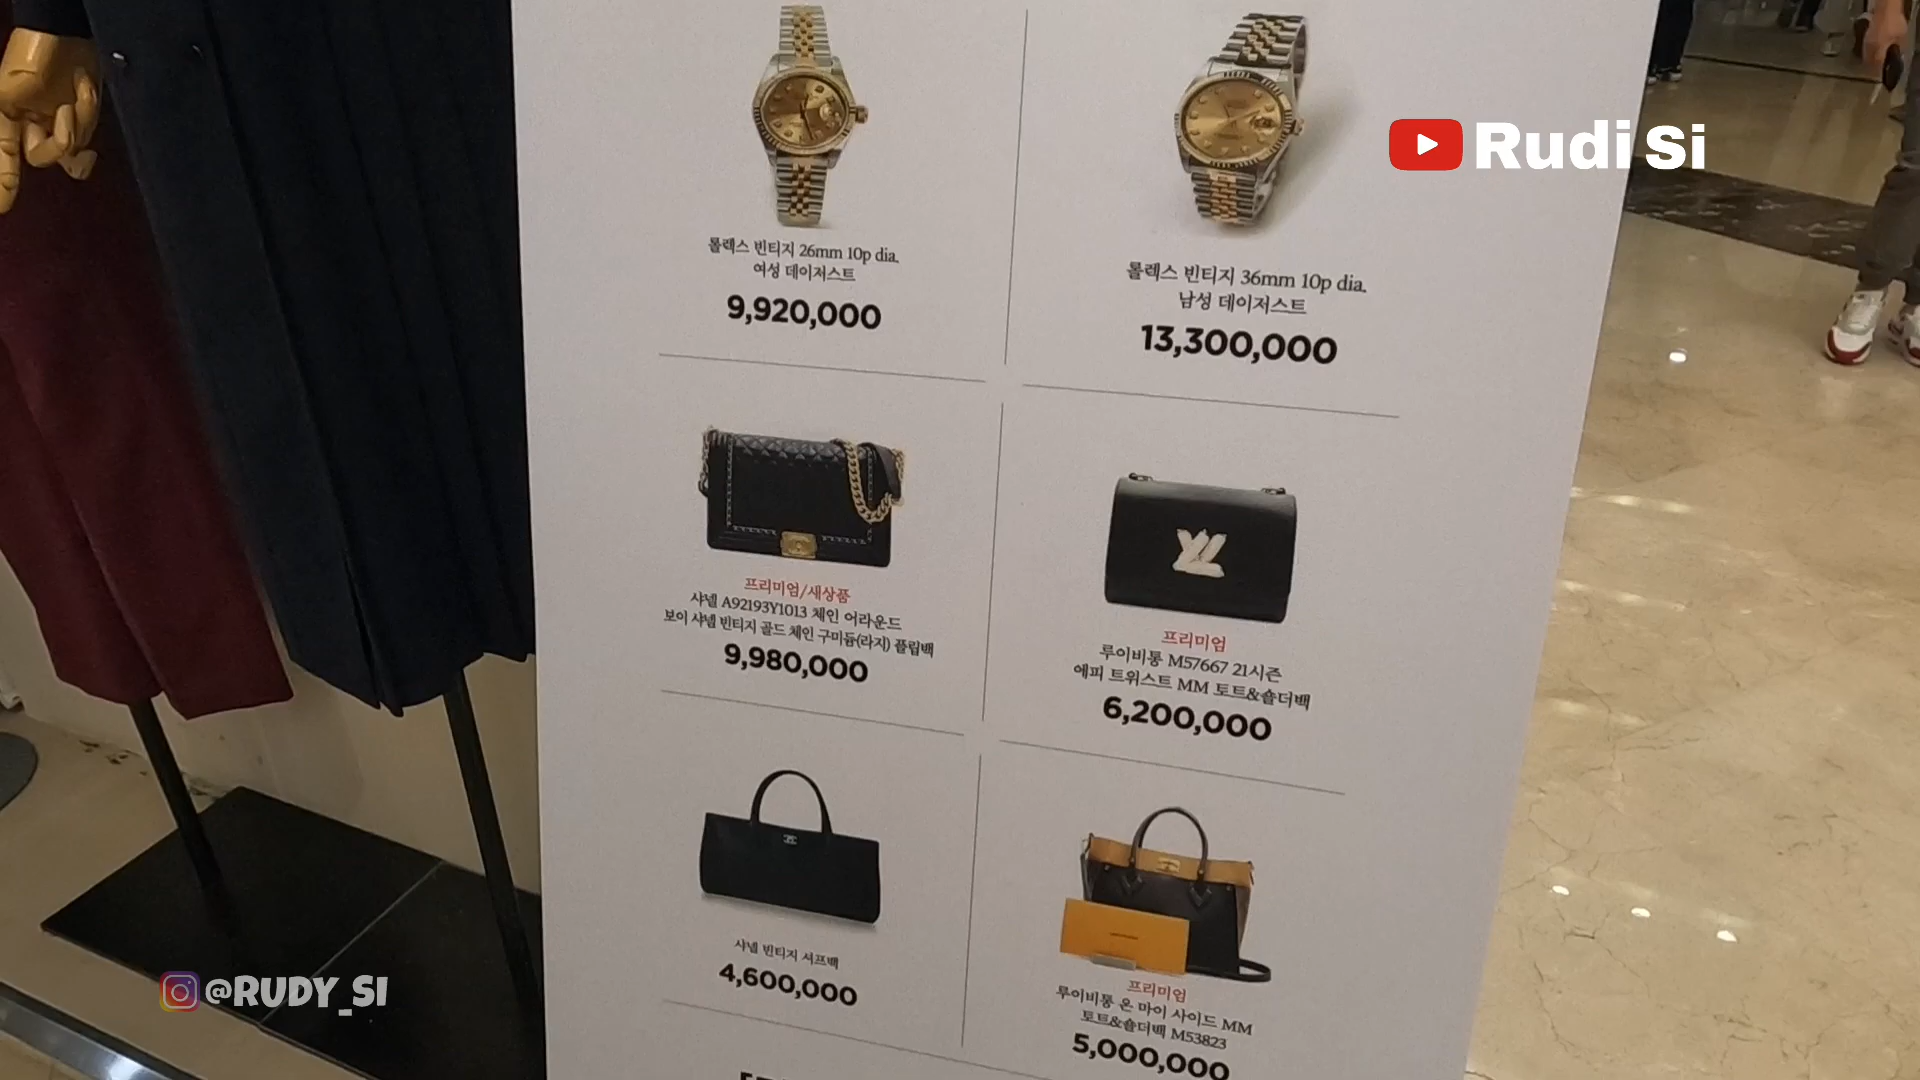 롤렉스 빈티지 26mm 10p dia.
여성 데이저스트
9,920,000
롤렉스 빈티지 36mm 10p dia.
남성 데이저스트
13,300,000
Rudi Si
프리미엄/새상품
샤넬 A92193Y1013 체인 어라운드
보이 샤넬 빈티지 골드 체인 구미듐(라지) 플립백
9,980,000
프리미엄
루이비통 M57667 21시즌
에피 트위스트 MM 토트&숄더백
6,200,000
샤넬 빈티지 서프백
4,600,000
프리미엄
루이비통 온 마이 사이드 MM
토트&숄더백 M53823
5,000,000
@RUDY_SI